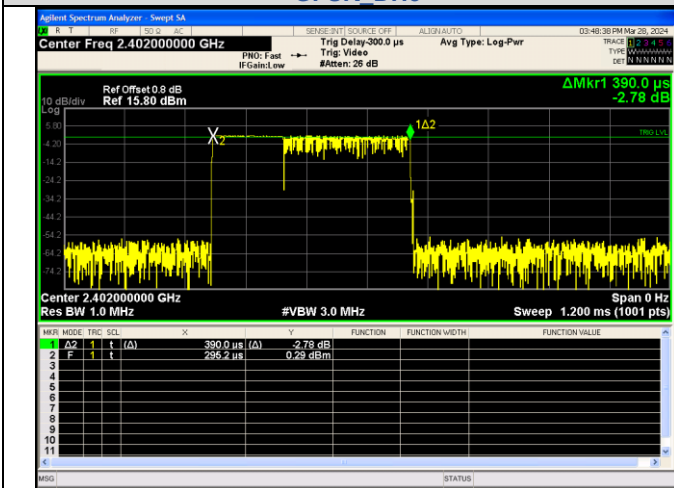 Agilent Spectrum Analyzer - Swept SA
R T RF 50 Ω AC SENSE:INT SOURCE OFF ALIGN AUTO 03:48:38 PM Mar 28, 2024
Center Freq 2.402000000 GHz
PNO: Fast
IFGain:Low
Trig Delay-300.0 µs
Trig: Video
#Atten: 26 dB
Avg Type: Log-Pwr
TRACE 1 2 3 4 5 6
TYPE
DET N N N N N N
ΔMkr1 390.0 µs
-2.78 dB
Ref Offset 0.8 dB
10 dB/div Ref 15.80 dBm
Log
5.80
-4.20
-14.2
-24.2
-34.2
-44.2
-54.2
-64.2
-74.2
X2
1Δ2
TRIG LVL
Center 2.402000000 GHz Span 0 Hz
Res BW 1.0 MHz #VBW 3.0 MHz Sweep 1.200 ms (1001 pts)
MKR MODE TRC SCL X Y FUNCTION FUNCTION WIDTH FUNCTION VALUE
1 Δ2 1 t (Δ) 390.0 µs (Δ) -2.78 dB
2 F 1 t 295.2 µs 0.29 dBm
3
4
5
6
7
8
9
10
11
MSG STATUS